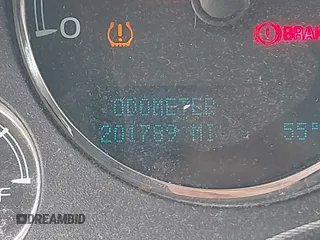 O
BRAK
ODOMETER
201789 MI 55°
F
DREAMBID